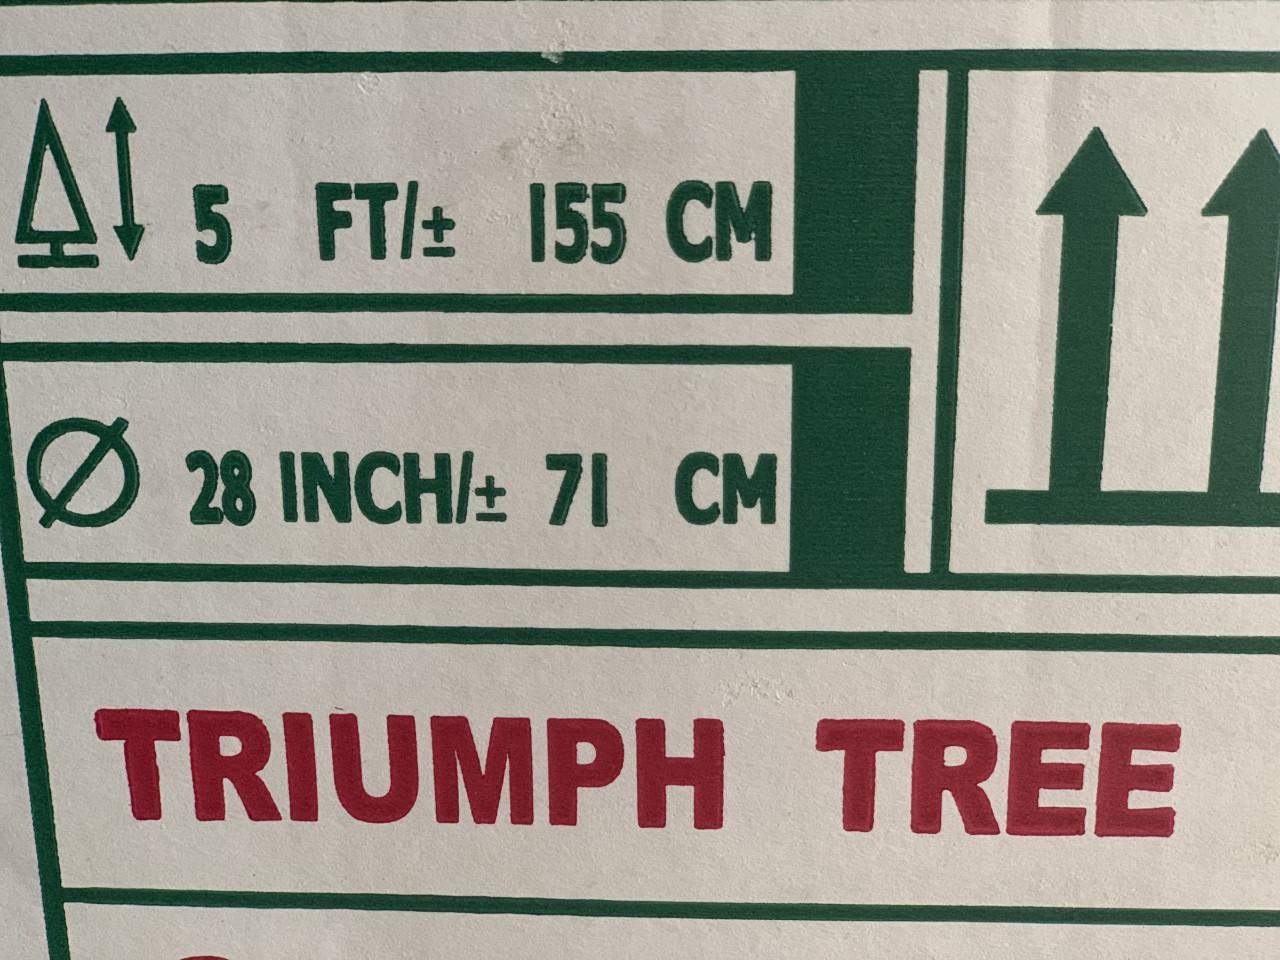 5 FT/± 155 CM
Ø 28 INCH/± 71 CM
TRIUMPH TREE